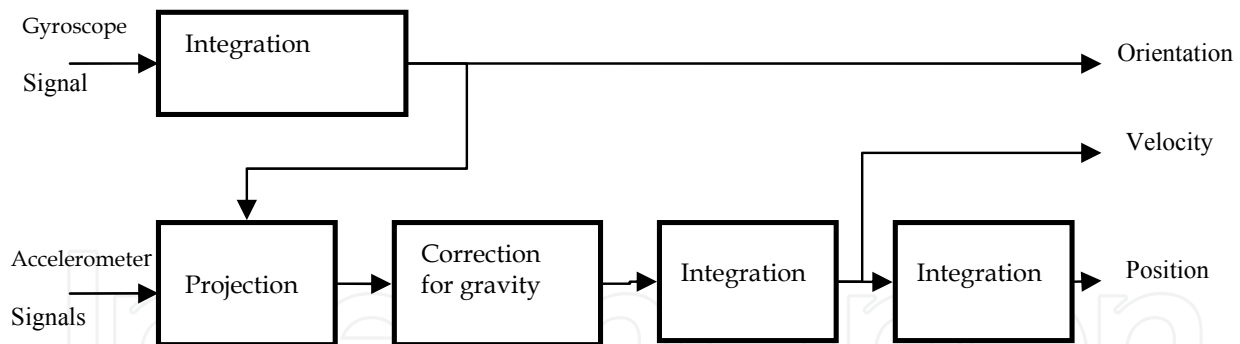 Gyroscope
Signal
Integration
Orientation
Velocity
Accelerometer
Signals
Projection
Correction
for gravity
Integration
Integration
Position